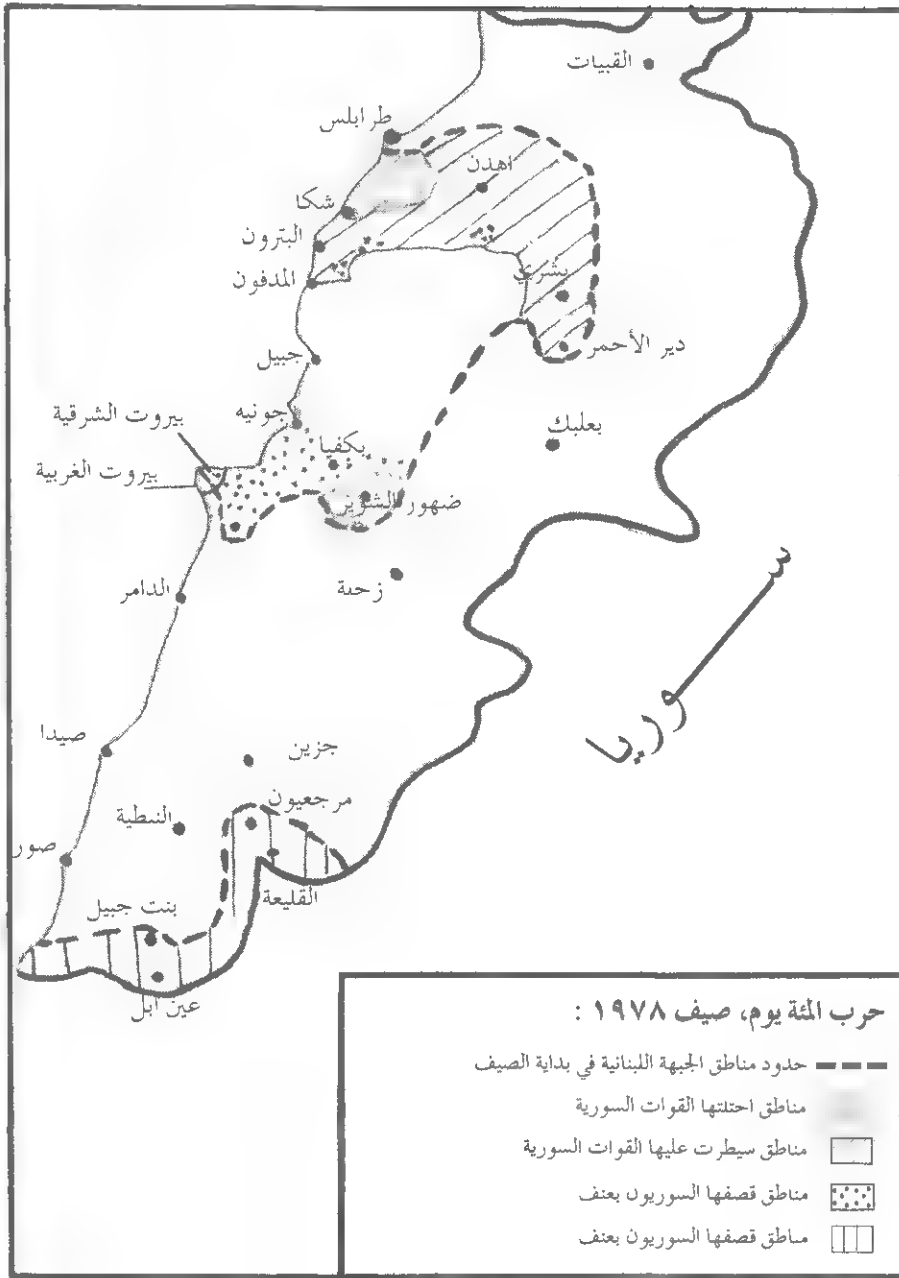 القبيات
طرابلس
اهدن
شكا
البترون
بشري
المدفون
دير الأحمر
جبيل
جونيه
بيروت الشرقية
بعلبك
بكفيا
بيروت الغربية
ضهور الشوير
زحمة
الدامر
سوريا
صيدا
جزين
مرجعيون
النبطية
صور
القليعة
بنت جبيل
عين ابل
حرب المئة يوم، صيف ١٩٧٨ :
حدود مناطق الجبهة اللبنانية في بداية الصيف
مناطق احتلتها القوات السورية
مناطق سيطرت عليها القوات السورية
مناطق قصفها السوريون بعنف
مناطق قصفها السوريون بعنف